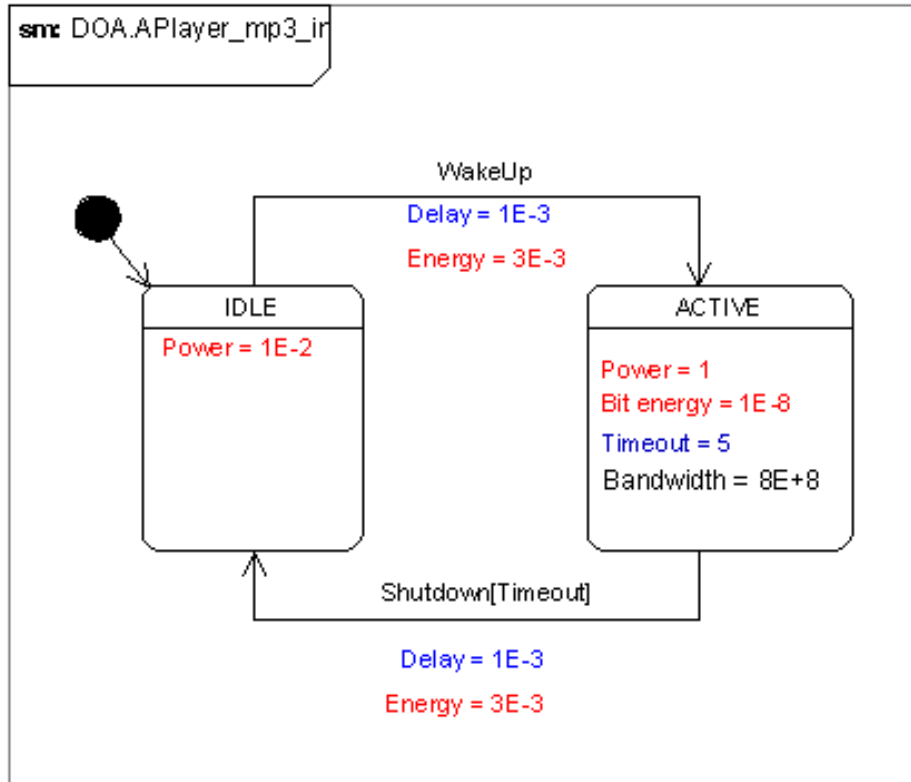 sm: DOA.APlayer_mp3_in
WakeUp
Delay = 1E-3
Energy = 3E-3
IDLE
Power = 1E-2
ACTIVE
Power = 1
Bit energy = 1E-8
Timeout = 5
Bandwidth = 8E+8
Shutdown[Timeout]
Delay = 1E-3
Energy = 3E-3